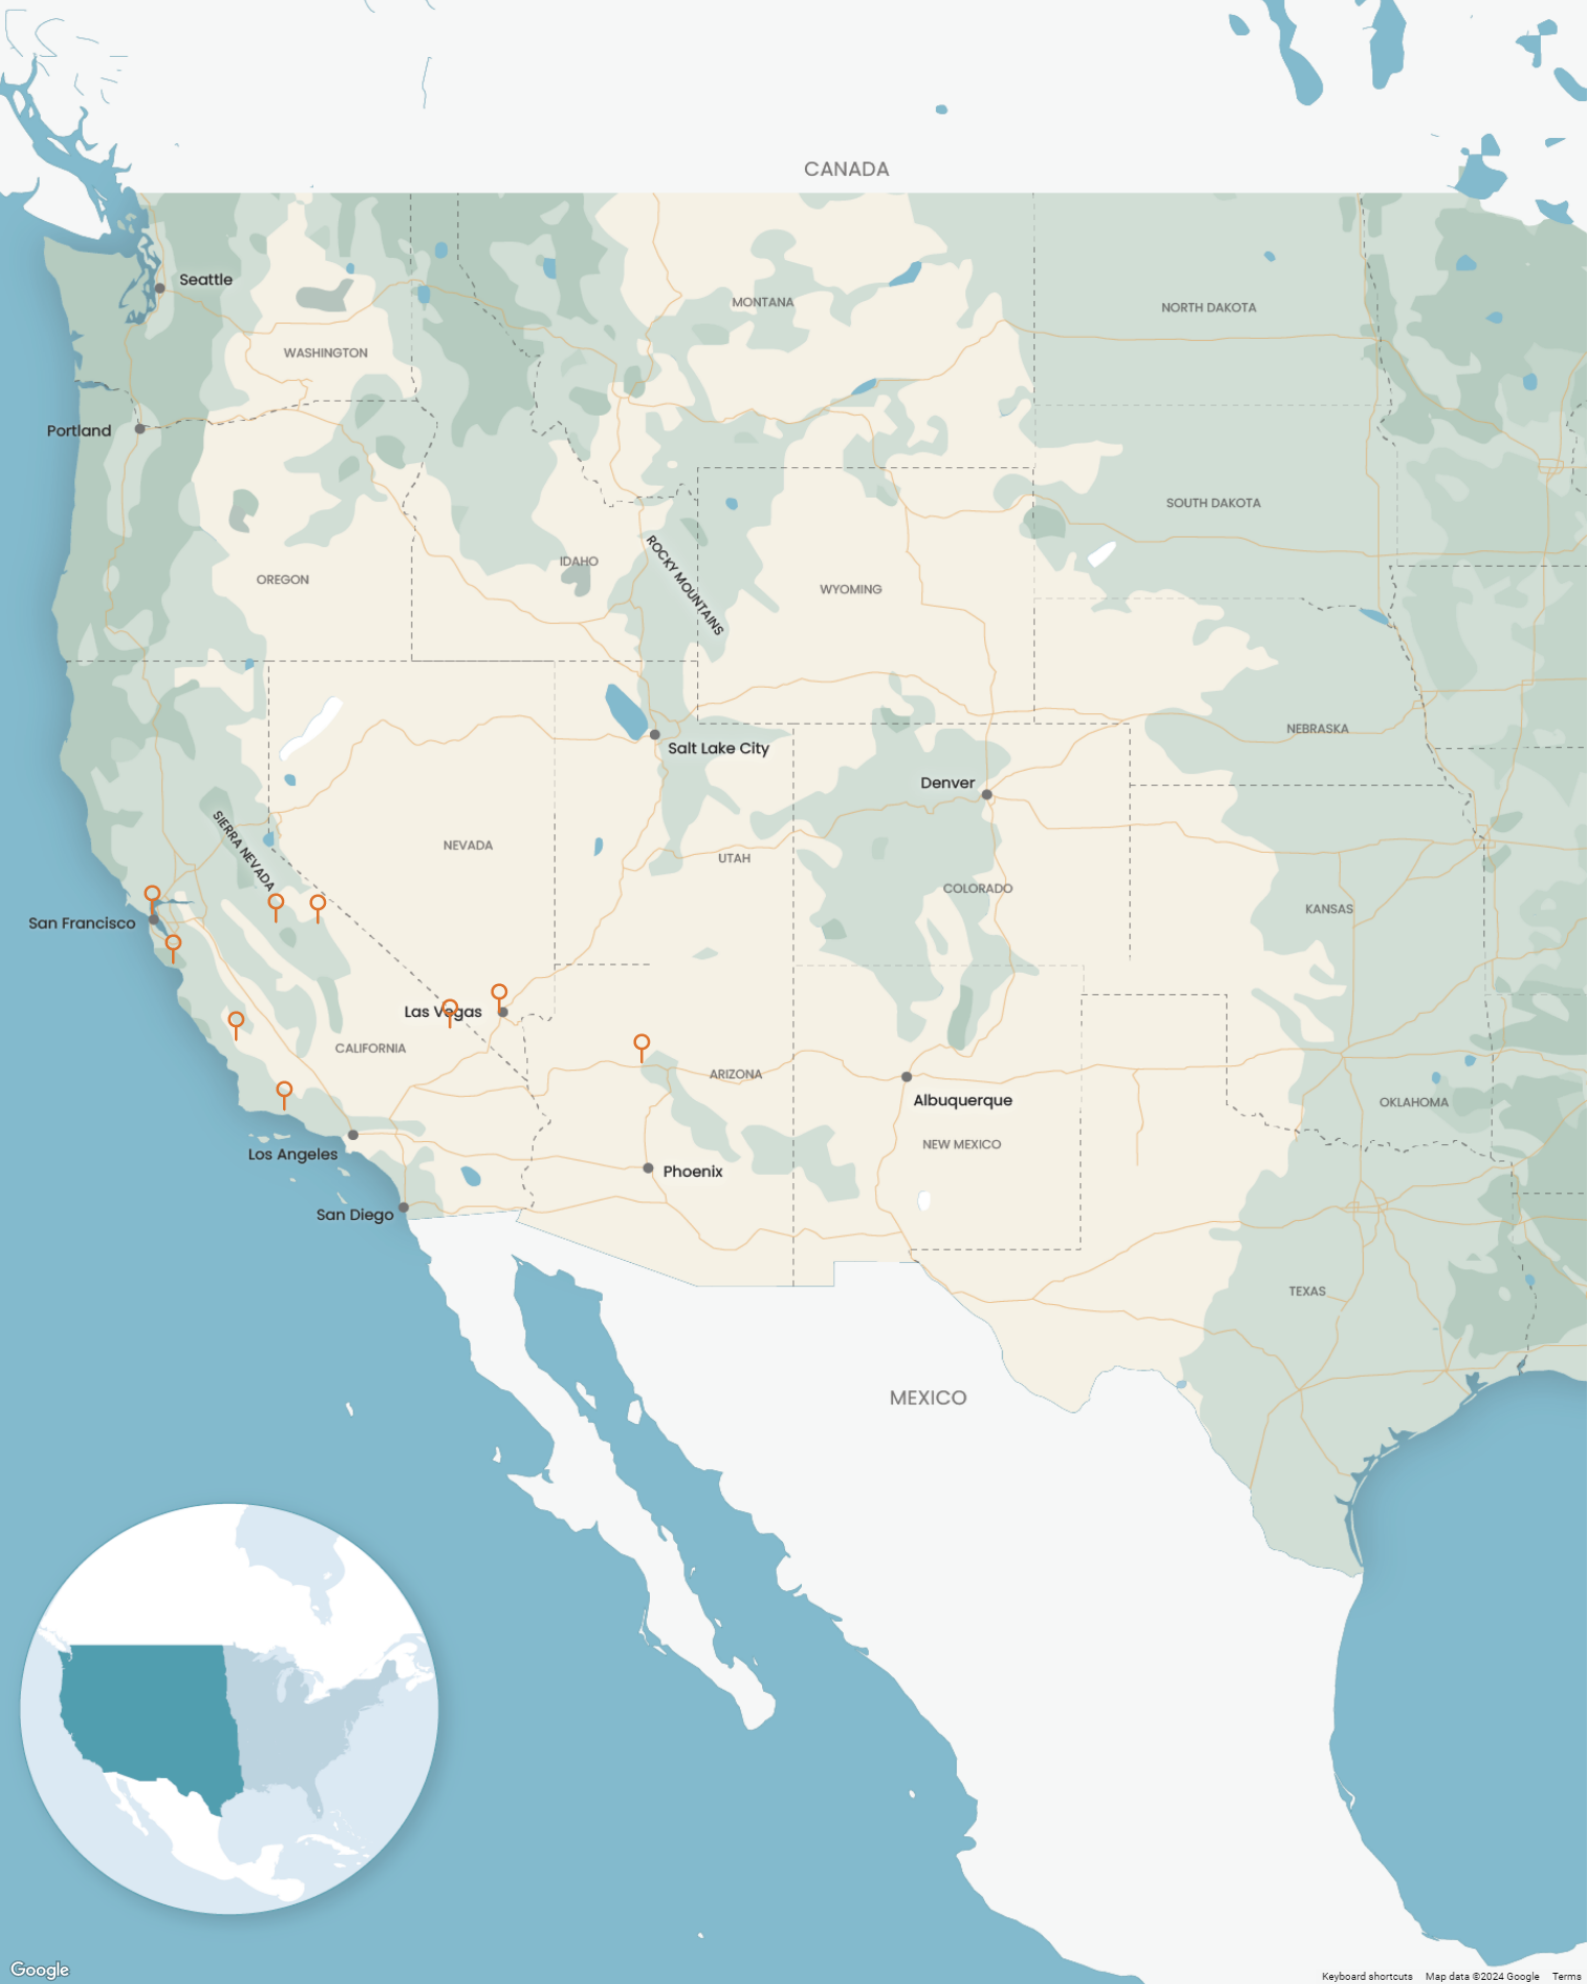 CANADA
Seattle
MONTANA
NORTH DAKOTA
WASHINGTON
Portland
SOUTH DAKOTA
ROCKY MOUNTAINS
IDAHO
OREGON
WYOMING
NEBRASKA
Salt Lake City
Denver
SIERRA NEVADA
NEVADA
UTAH
COLORADO
KANSAS
San Francisco
Las Vegas
CALIFORNIA
ARIZONA
Albuquerque
OKLAHOMA
NEW MEXICO
Los Angeles
Phoenix
San Diego
TEXAS
MEXICO
Google
Keyboard shortcuts
Map data ©2024 Google
Terms